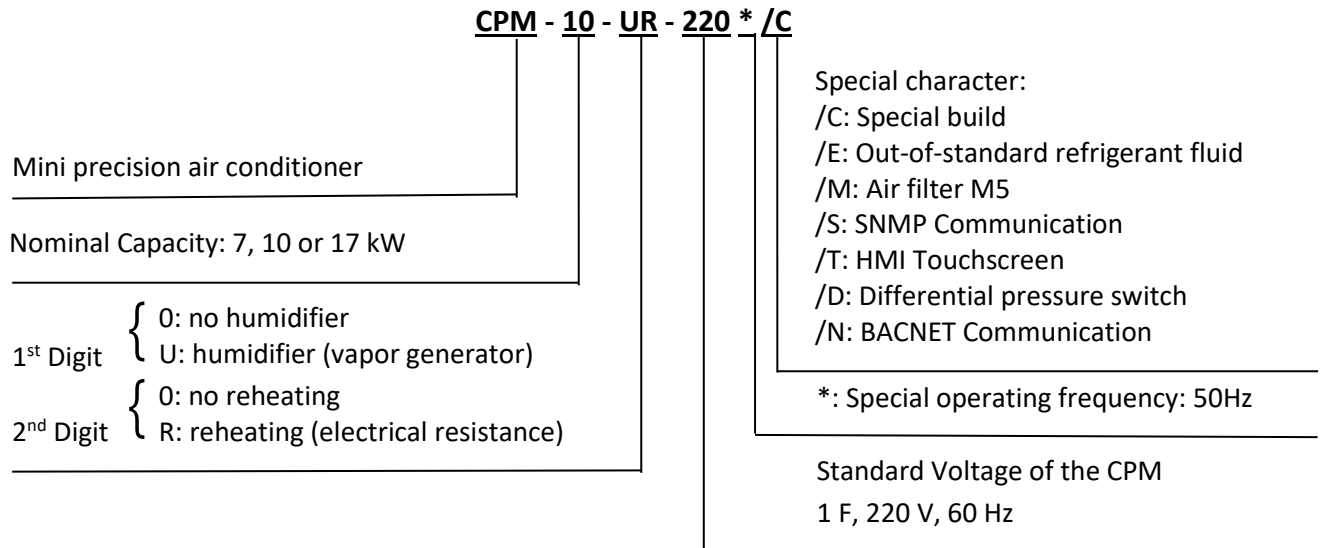 CPM - 10 - UR - 220 * /C
Mini precision air conditioner
Nominal Capacity: 7, 10 or 17 kW
1st Digit { 0: no humidifier
U: humidifier (vapor generator)
2nd Digit { 0: no reheating
R: reheating (electrical resistance)
Special character:
/C: Special build
/E: Out-of-standard refrigerant fluid
/M: Air filter M5
/S: SNMP Communication
/T: HMI Touchscreen
/D: Differential pressure switch
/N: BACNET Communication
*: Special operating frequency: 50Hz
Standard Voltage of the CPM
1 F, 220 V, 60 Hz